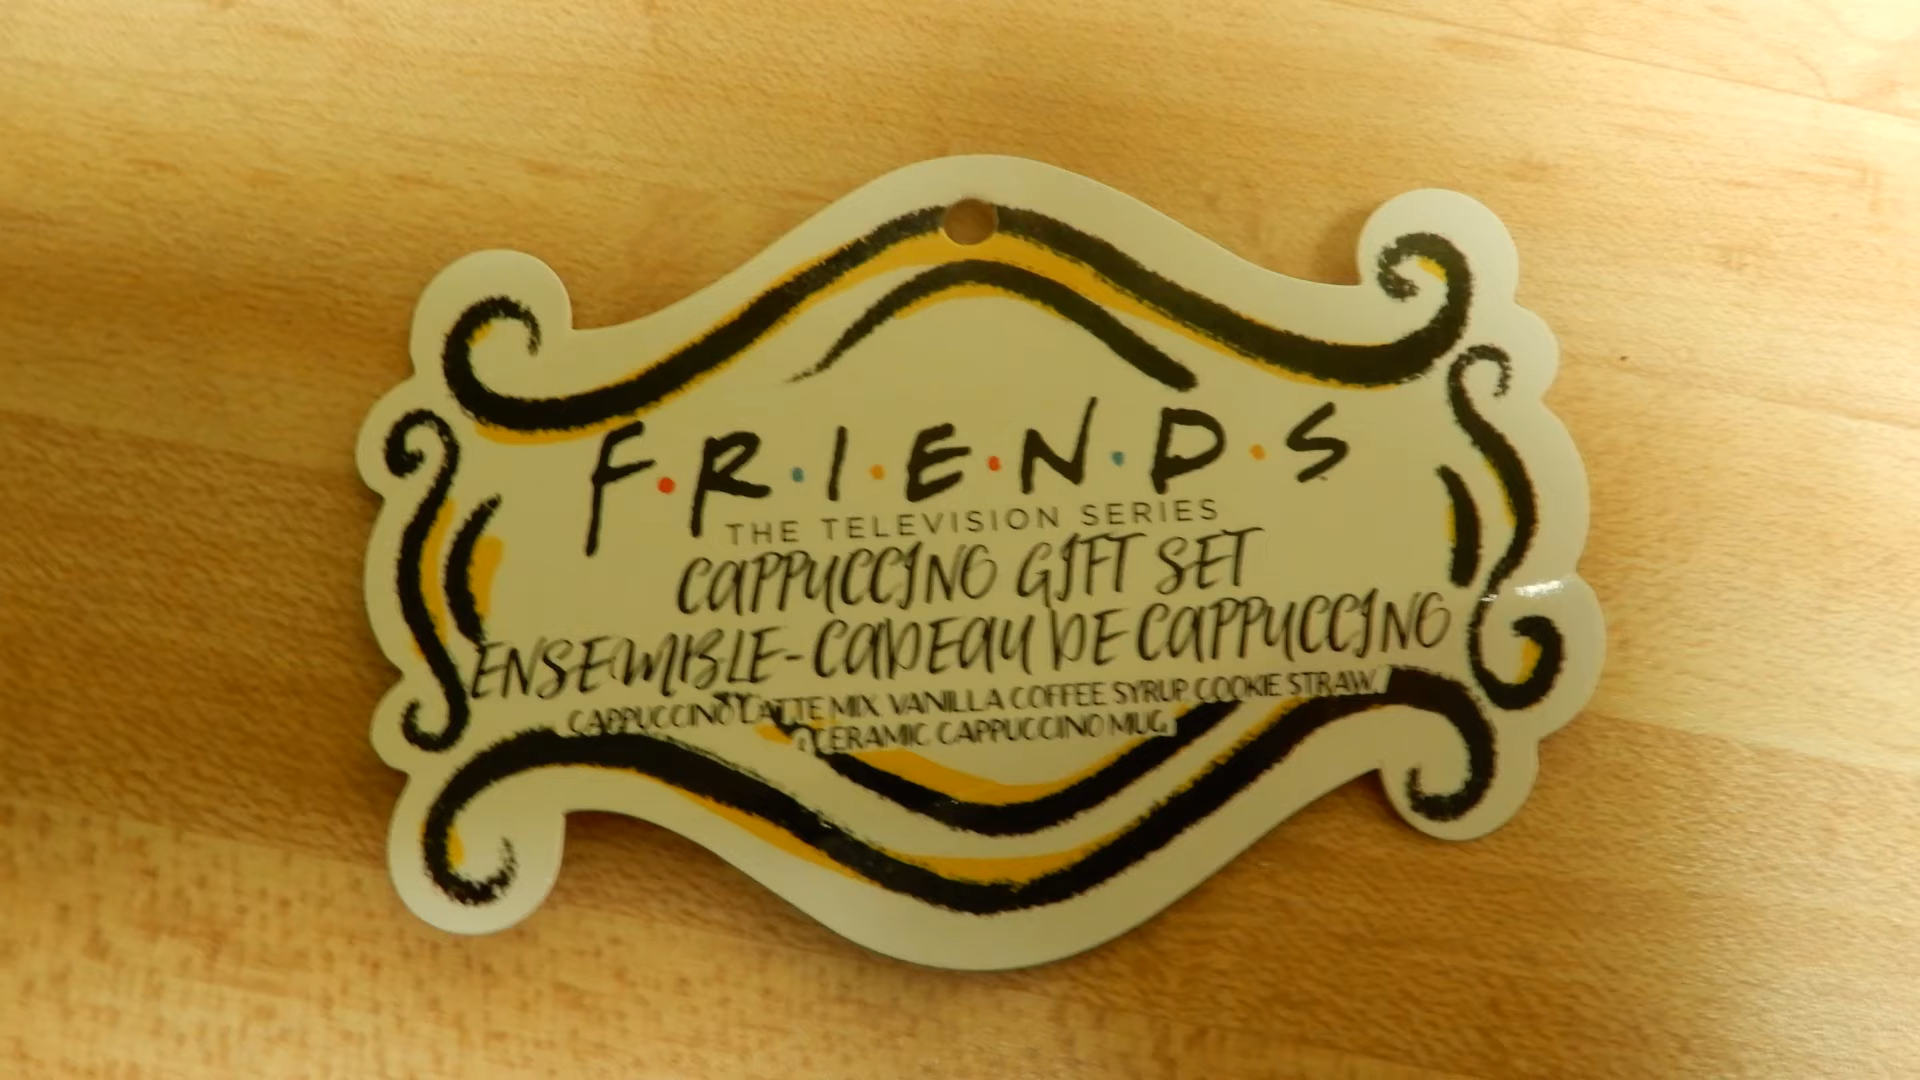 F·R·I·E·N·D·S
THE TELEVISION SERIES
CAPPUCCINO GIFT SET
ENSEMBLE-CADEAU DE CAPPUCCINO
CAPPUCCINO LATTE MIX, VANILLA COFFEE SYRUP, COOKIE STRAW,
& CERAMIC CAPPUCCINO MUG